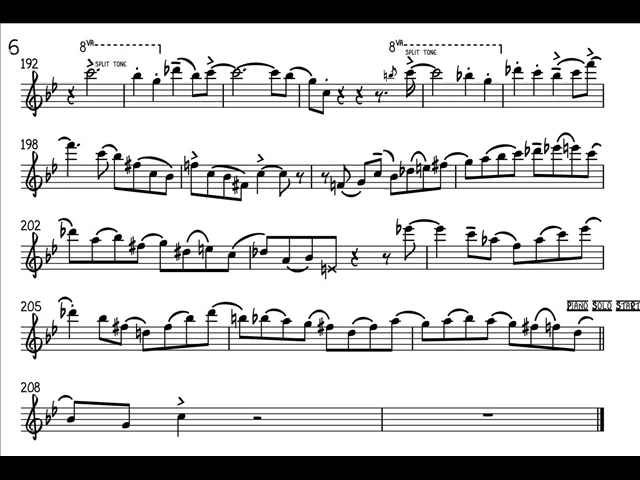 6
8VA
8VA
192
SPLIT TONE
SPLIT TONE
198
202
205
PIANO SOLO START
208